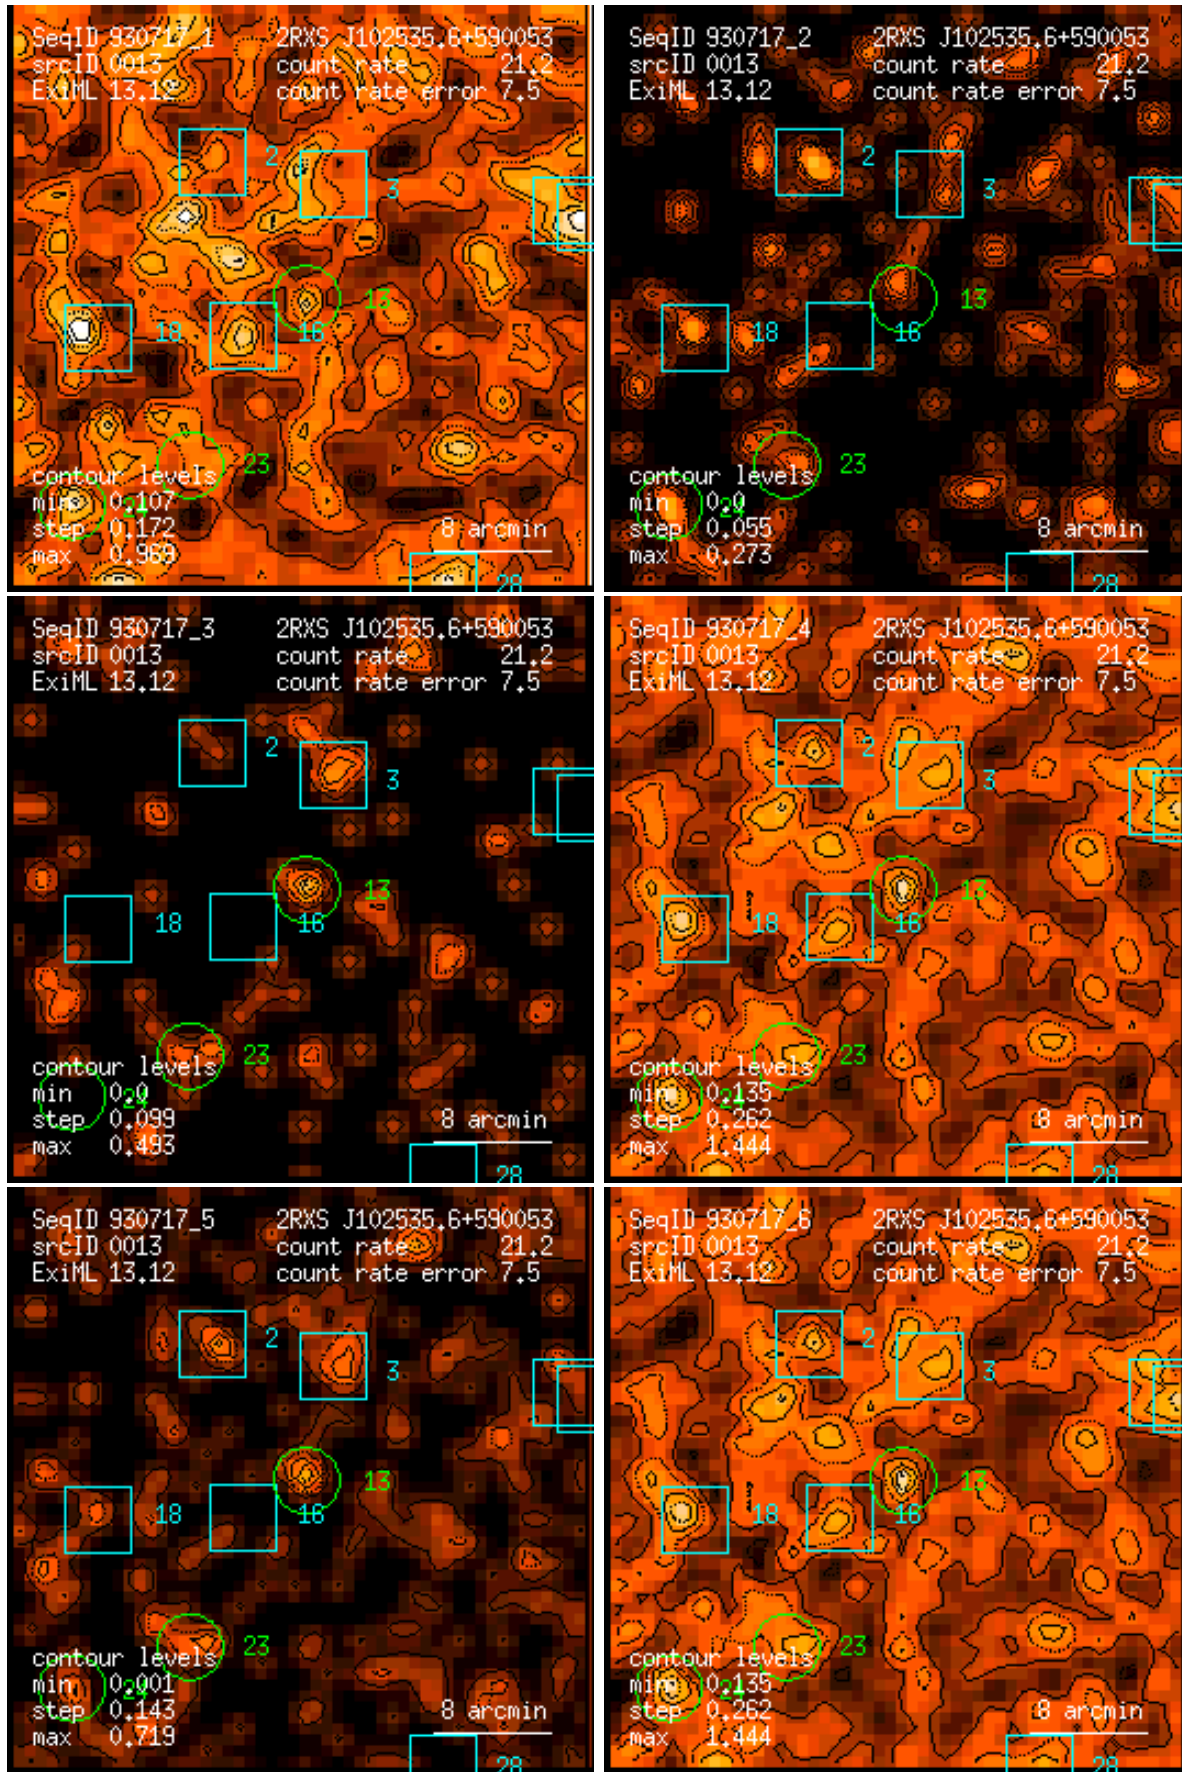 SeqID 930717_1 2RXS J102535.6+590053
srcID 0013 count rate 21.2
ExiML 13.12 count rate error 7.5
2
3
13
18 16
23
contour levels
min 0.107 24
step 0.172 8 arcmin
max 0.969
28
SeqID 930717_2 2RXS J102535.6+590053
srcID 0013 count rate 21.2
ExiML 13.12 count rate error 7.5
2
3
13
18 16
23
contour levels
min 0.0 24
step 0.055 8 arcmin
max 0.273
28
SeqID 930717_3 2RXS J102535.6+590053
srcID 0013 count rate 21.2
ExiML 13.12 count rate error 7.5
2
3
13
18 16
23
contour levels
min 0.0 24
step 0.099 8 arcmin
max 0.493
28
SeqID 930717_4 2RXS J102535.6+590053
srcID 0013 count rate 21.2
ExiML 13.12 count rate error 7.5
2
3
13
18 16
23
contour levels
min 0.135 24
step 0.262 8 arcmin
max 1.444
28
SeqID 930717_5 2RXS J102535.6+590053
srcID 0013 count rate 21.2
ExiML 13.12 count rate error 7.5
2
3
13
18 16
23
contour levels
min 0.001 24
step 0.143 8 arcmin
max 0.719
28
SeqID 930717_6 2RXS J102535.6+590053
srcID 0013 count rate 21.2
ExiML 13.12 count rate error 7.5
2
3
13
18 16
23
contour levels
min 0.135 24
step 0.262 8 arcmin
max 1.444
28